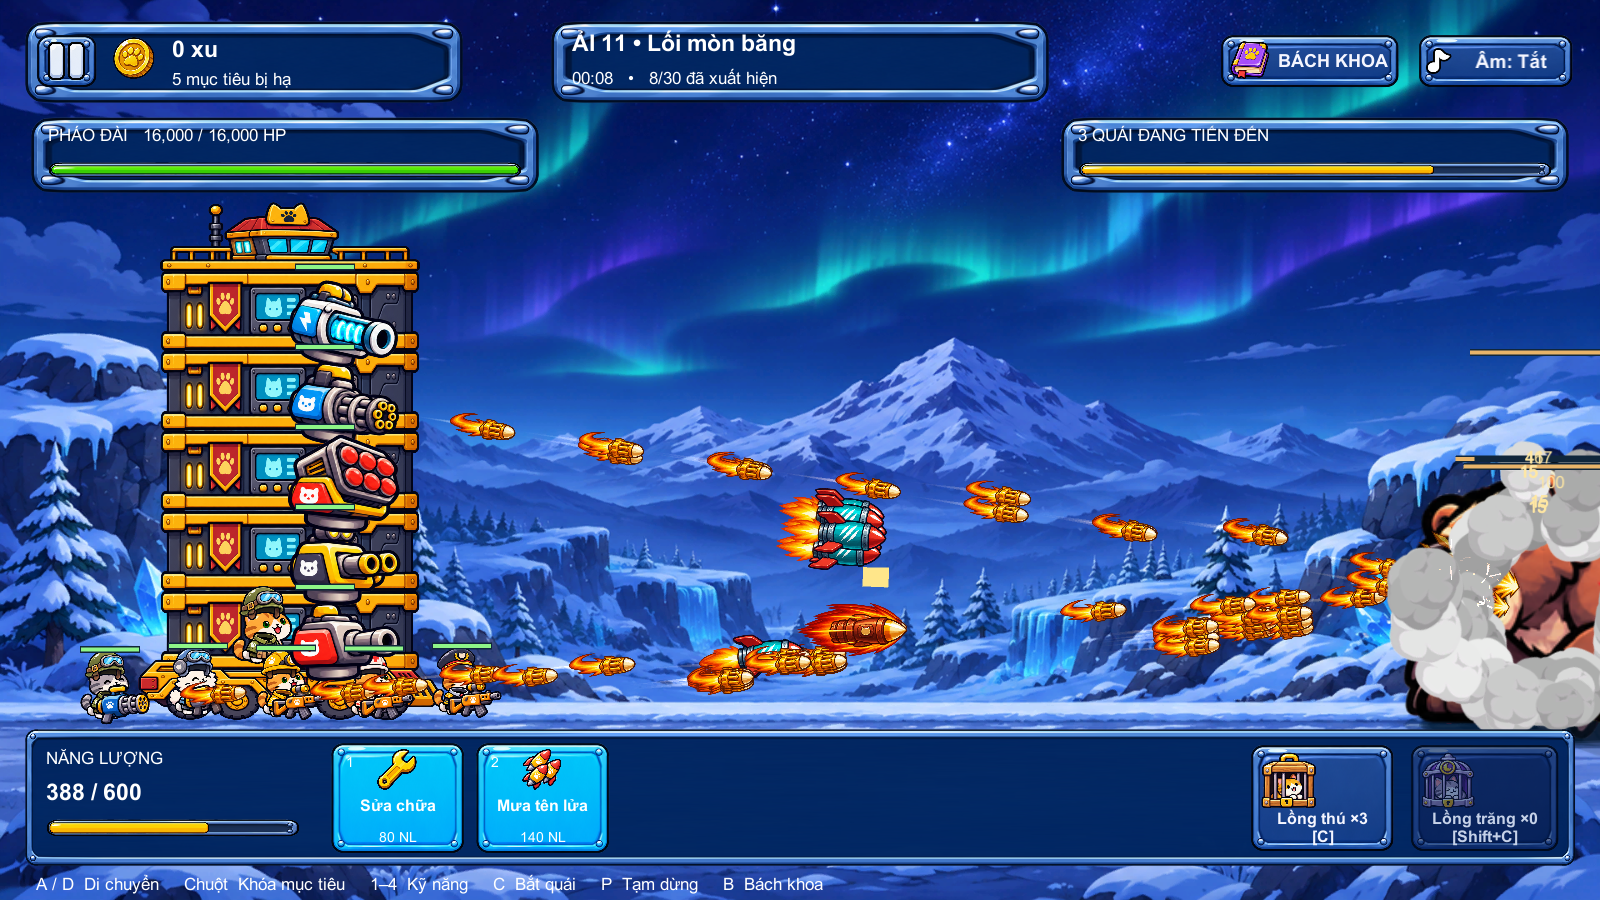 0 xu
5 mục tiêu bị hạ
ẢI 11 • Lối mòn băng
00:08 • 8/30 đã xuất hiện
BÁCH KHOA
Âm: Tắt
PHÁO ĐÀI 16,000 / 16,000 HP
3 QUÁI ĐANG TIẾN ĐẾN
467
15
15
NĂNG LƯỢNG
388 / 600
1
Sửa chữa
80 NL
2
Mưa tên lửa
140 NL
Lồng thú ×3
[C]
Lồng trăng ×0
[Shift+C]
A / D Di chuyển Chuột Khóa mục tiêu 1–4 Kỹ năng C Bắt quái P Tạm dừng B Bách khoa